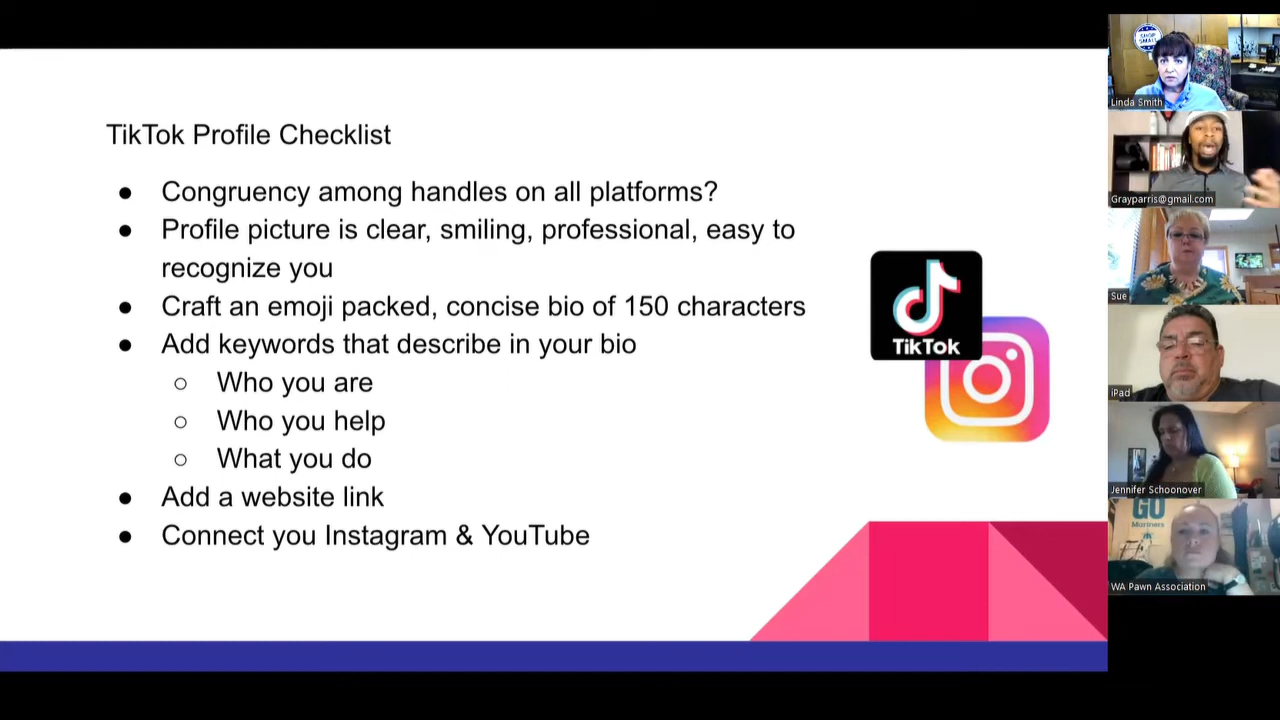 TikTok Profile Checklist
● Congruency among handles on all platforms?
● Profile picture is clear, smiling, professional, easy to
recognize you
● Craft an emoji packed, concise bio of 150 characters
● Add keywords that describe in your bio
○ Who you are
○ Who you help
○ What you do
● Add a website link
● Connect you Instagram & YouTube
TikTok
SHOP
SMALL
Linda Smith
Grayparris@gmail.com
Sue
iPad
Jennifer Schoonover
GO
Mariners
WA Pawn Association